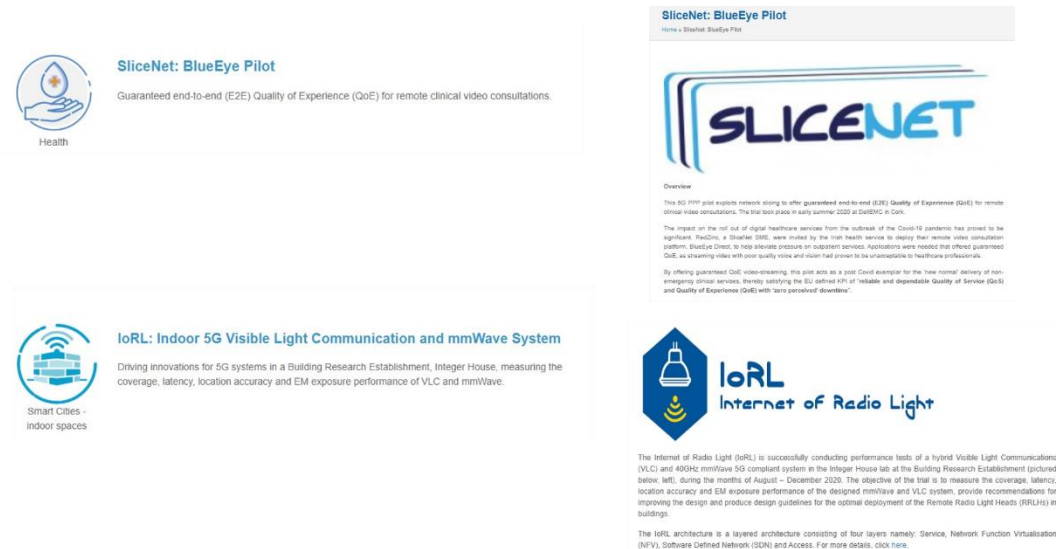 SliceNet: BlueEye Pilot
Guaranteed end-to-end (E2E) Quality of Experience (QoE) for remote clinical video consultations.
Health
SliceNet: BlueEye Pilot
Home » SliceNet: BlueEye Pilot
SLICENET
Overview
This 5G PPP pilot exploits network slicing to offer guaranteed end-to-end (E2E) Quality of Experience (QoE) for remote
clinical video consultations. The trial took place in early summer 2020 at DellEMC in Cork.
The impact on the roll out of digital healthcare services from the outbreak of the Covid-19 pandemic has proved to be
significant. RedZinc, a SliceNet SME, were invited by the Irish health service to deploy their remote video consultation
platform, BlueEye Direct, to help alleviate pressure on outpatient services. Applications were needed that offered guaranteed
QoE, as streaming video with poor quality voice and vision had proven to be unacceptable to healthcare professionals.
By offering guaranteed QoE video-streaming, this pilot acts as a post Covid exemplar for the 'new normal' delivery of non-
emergency clinical services, thereby satisfying the EU defined KPI of 'reliable and dependable Quality of Service (QoS)
and Quality of Experience (QoE) with 'zero perceived' downtime".
IoRL: Indoor 5G Visible Light Communication and mmWave System
Driving innovations for 5G systems in a Building Research Establishment, Integer House, measuring the
coverage, latency, location accuracy and EM exposure performance of VLC and mmWave.
Smart Cities -
indoor spaces
IoRL
Internet of Radio Light
The Internet of Radio Light (IoRL) is successfully conducting performance tests of a hybrid Visible Light Communications
(VLC) and 40GHz mmWave 5G compliant system in the Integer House lab at the Building Research Establishment (pictured
below, left), during the months of August – December 2020. The objective of the trial is to measure the coverage, latency,
location accuracy and EM exposure performance of the designed mmWave and VLC system, provide recommendations for
improving the design and produce design guidelines for the optimal deployment of the Remote Radio Light Heads (RRLHs) in
buildings.
The IoRL architecture is a layered architecture consisting of four layers namely: Service, Network Function Virtualisation
(NFV), Software Defined Network (SDN) and Access. For more details, click here.